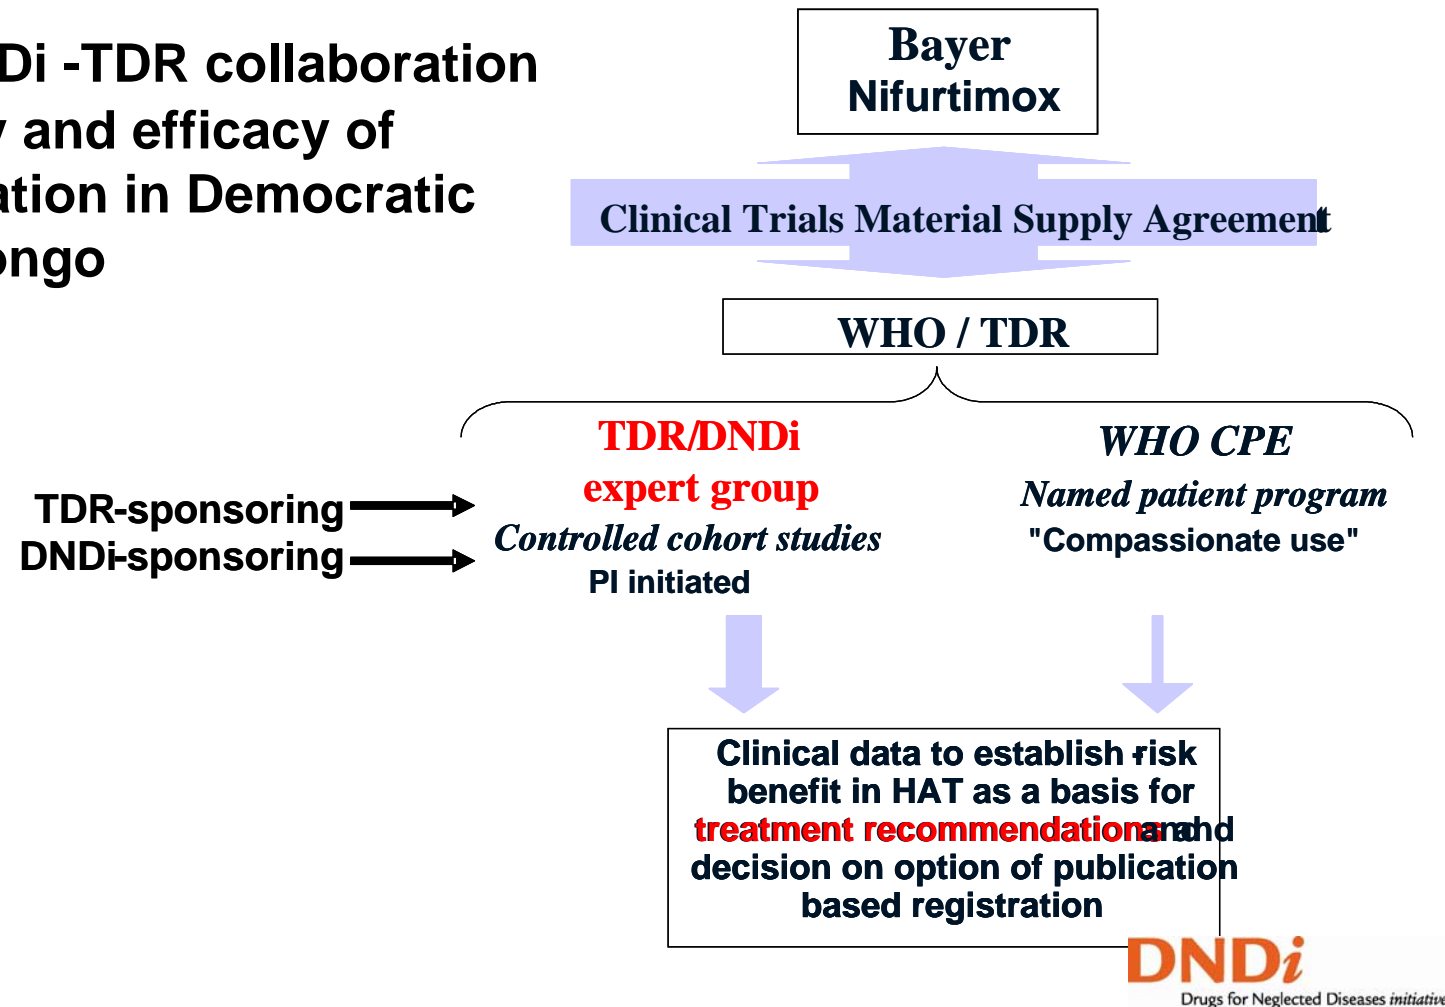 Di -TDR collaboration
y and efficacy of
ation in Democratic
ongo
Bayer
Nifurtimox
Clinical Trials Material Supply Agreement
WHO / TDR
TDR/DNDi
expert group
Controlled cohort studies
PI initiated
WHO CPE
Named patient program
"Compassionate use"
TDR-sponsoring
DNDi-sponsoring
Clinical data to establish risk
benefit in HAT as a basis for
treatment recommendations and
decision on option of publication
based registration
DNDi
Drugs for Neglected Diseases initiative